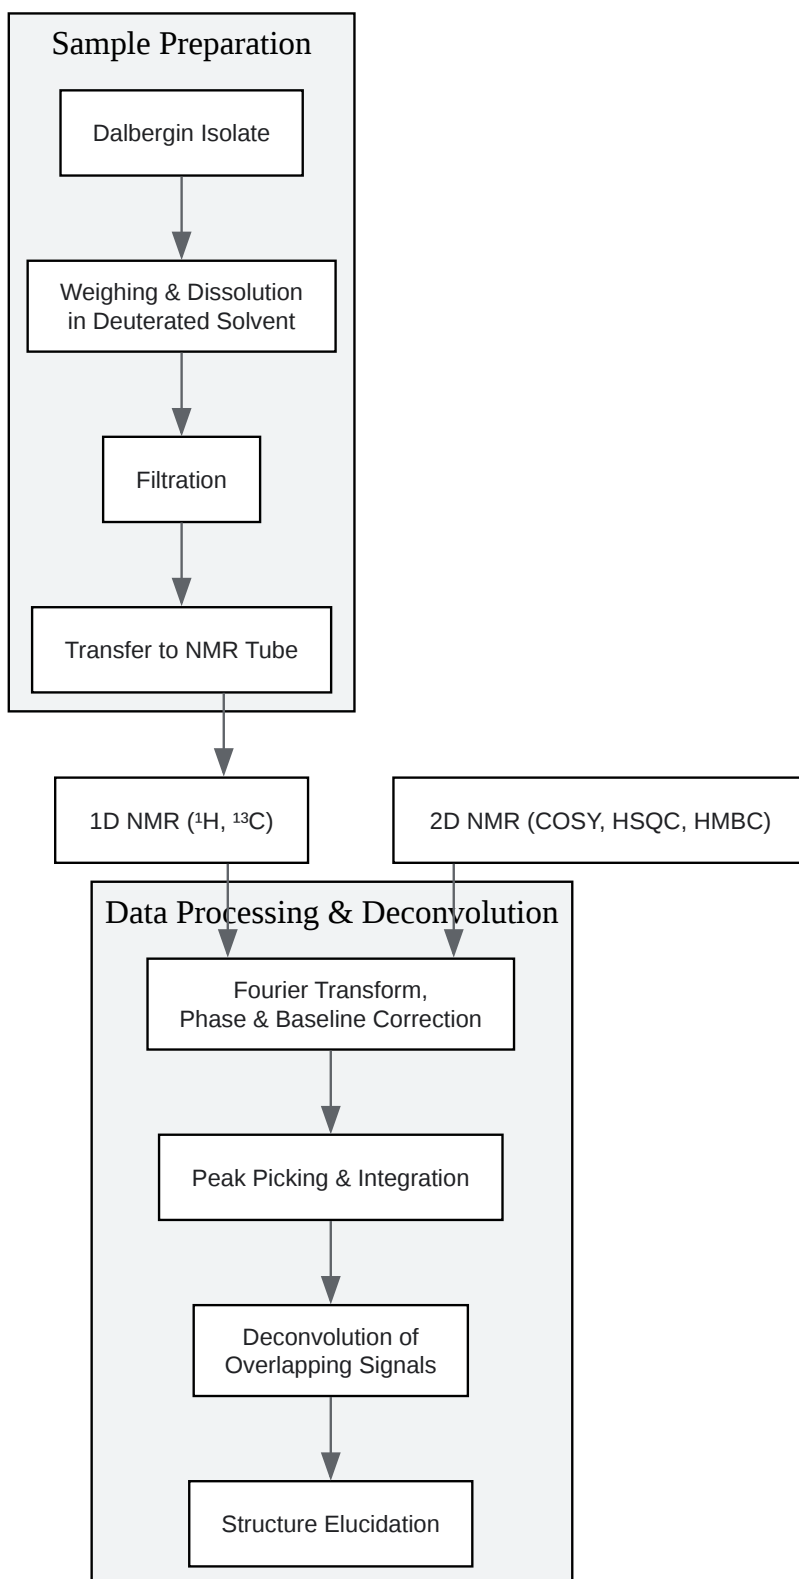 Sample Preparation
Dalbergin Isolate
Weighing & Dissolution
in Deuterated Solvent
Filtration
Transfer to NMR Tube
1D NMR (¹H, ¹³C)
2D NMR (COSY, HSQC, HMBC)
Data Processing & Deconvolution
Fourier Transform,
Phase & Baseline Correction
Peak Picking & Integration
Deconvolution of
Overlapping Signals
Structure Elucidation